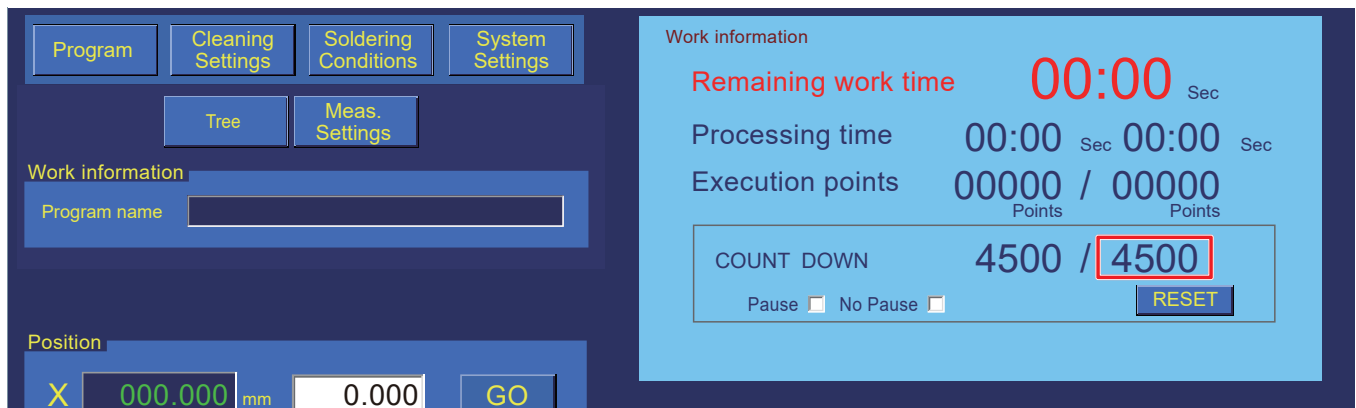 Program
Cleaning
Settings
Soldering
Conditions
System
Settings
Tree
Meas.
Settings
Work information
Program name
Position
X 000.000 mm 0.000 GO
Work information
Remaining work time 00:00 Sec
Processing time 00:00 Sec 00:00 Sec
Execution points 00000 / 00000
Points Points
COUNT DOWN 4500 / 4500
Pause No Pause RESET